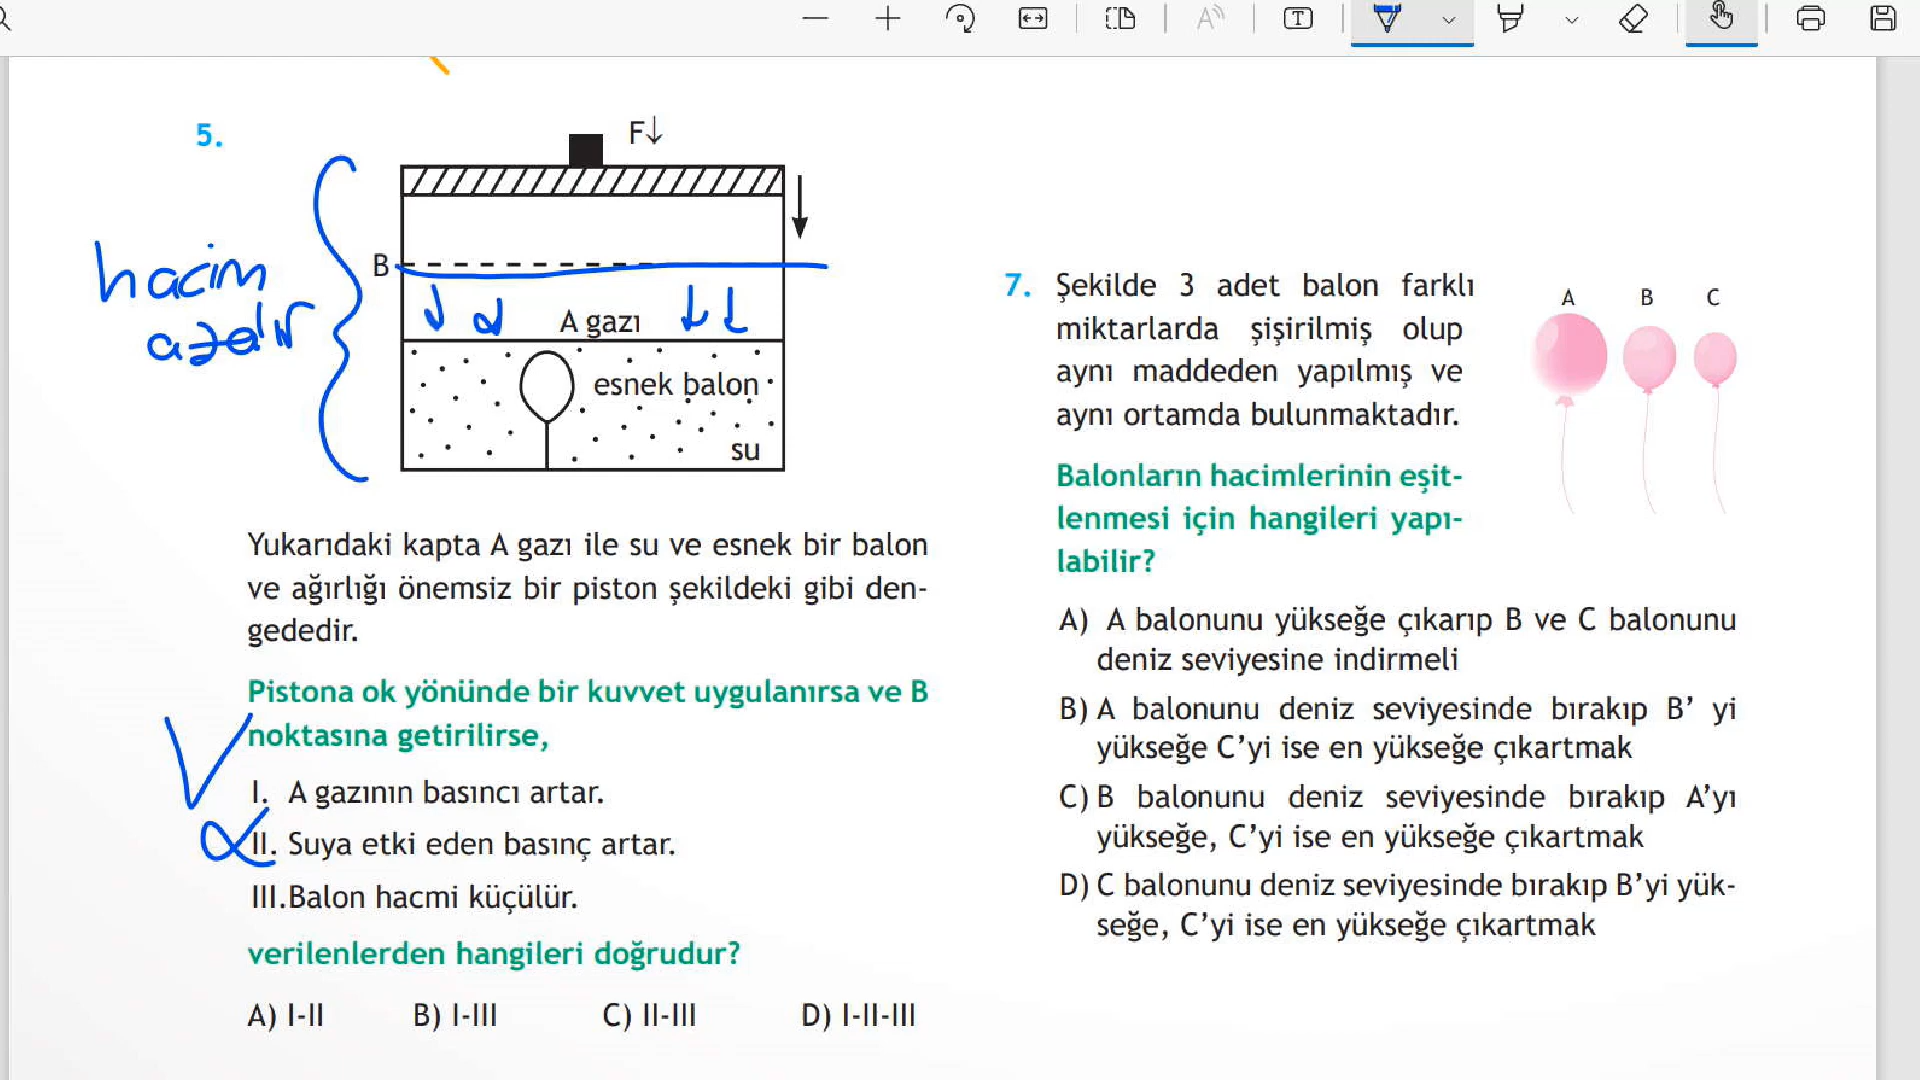 5.
F↓
B
A gazı
esnek balon
su
hacim
azalır
Yukarıdaki kapta A gazı ile su ve esnek bir balon
ve ağırlığı önemsiz bir piston şekildeki gibi den-
gededir.
Pistona ok yönünde bir kuvvet uygulanırsa ve B
noktasına getirilirse,
I. A gazının basıncı artar.
II. Suya etki eden basınç artar.
III.Balon hacmi küçülür.
verilenlerden hangileri doğrudur?
A) I-II B) I-III C) II-III D) I-II-III
7. Şekilde 3 adet balon farklı
miktarlarda şişirilmiş olup
aynı maddeden yapılmış ve
aynı ortamda bulunmaktadır.
A B C
Balonların hacimlerinin eşit-
lenmesi için hangileri yapı-
labilir?
A) A balonunu yükseğe çıkarıp B ve C balonunu
deniz seviyesine indirmeli
B) A balonunu deniz seviyesinde bırakıp B' yi
yükseğe C'yi ise en yükseğe çıkartmak
C) B balonunu deniz seviyesinde bırakıp A'yı
yükseğe, C'yi ise en yükseğe çıkartmak
D) C balonunu deniz seviyesinde bırakıp B'yi yük-
seğe, C'yi ise en yükseğe çıkartmak